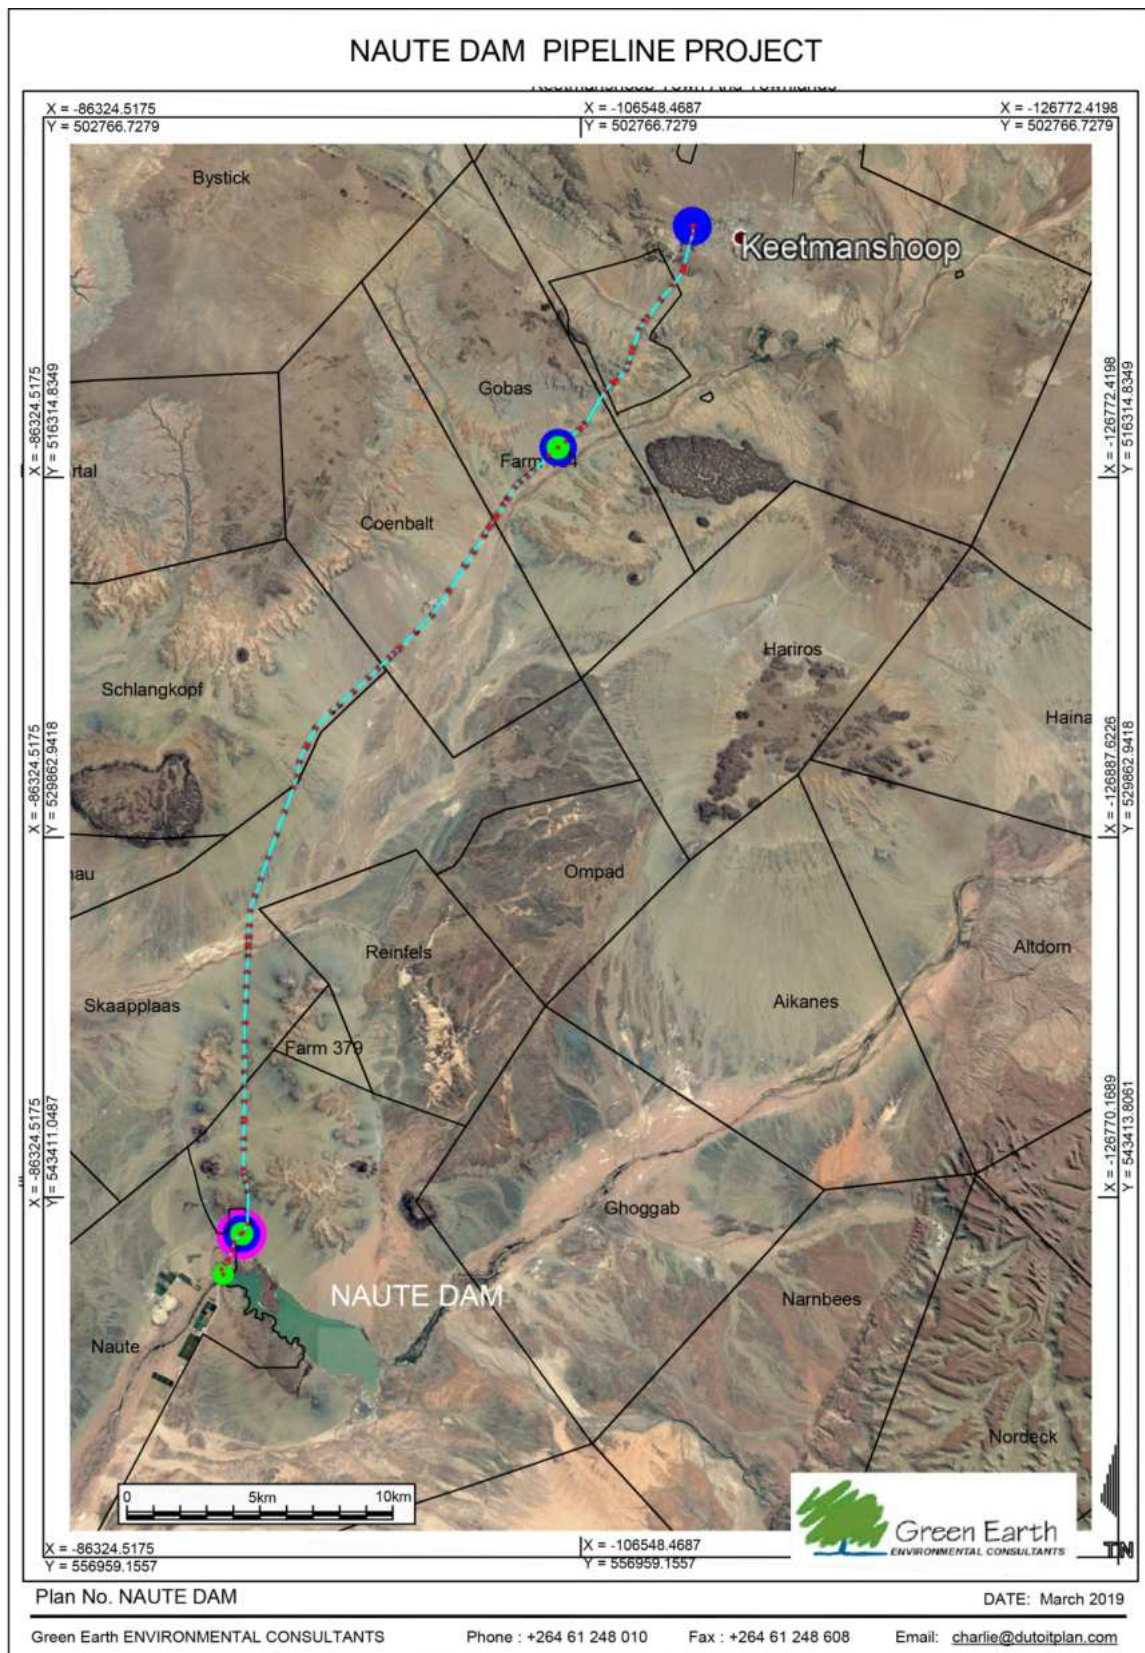 NAUTE DAM PIPELINE PROJECT
Keetmanshoop Town And Townlands
X = -86324.5175
Y = 502766.7279
X = -106548.4687
Y = 502766.7279
X = -126772.4198
Y = 502766.7279
Bystick
Keetmanshoop
X = -86324.5175
Y = 516314.8349
X = -126772.4198
Y = 516314.8349
Gobas
Farm
rtal
Coenbalt
Hariros
Schlangkopf
Haina
X = -86324.5175
Y = 529862.9418
X = -126887.6226
Y = 529862.9418
Ompad
nau
Reinfels
Altdorn
Skaapplaas
Aikanes
Farm 379
X = -86324.5175
Y = 543411.0487
X = -126770.1689
Y = 543413.8061
Ghoggab
NAUTE DAM
Narnbees
Naute
Nordeck
0 5km 10km
Green Earth
ENVIRONMENTAL CONSULTANTS
TN
X = -86324.5175
Y = 556959.1557
X = -106548.4687
Y = 556959.1557
Plan No. NAUTE DAM
DATE: March 2019
Green Earth ENVIRONMENTAL CONSULTANTS Phone : +264 61 248 010 Fax : +264 61 248 608 Email: charlie@dutoitplan.com